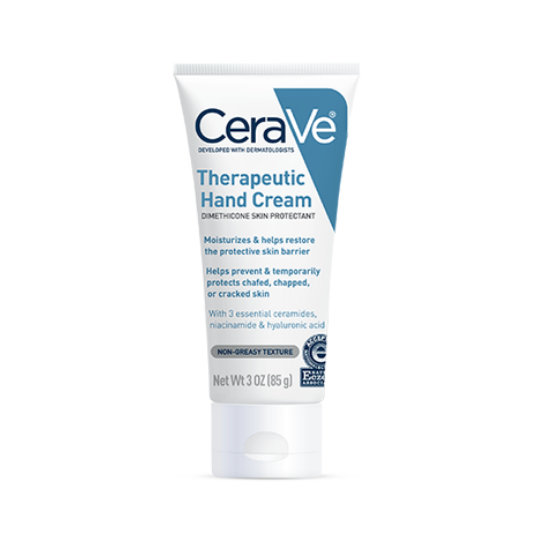 CeraVe®
DEVELOPED WITH DERMATOLOGISTS
Therapeutic
Hand Cream
DIMETHICONE SKIN PROTECTANT
Moisturizes & helps restore
the protective skin barrier
Helps prevent & temporarily
protects chafed, chapped,
or cracked skin
With 3 essential ceramides,
niacinamide & hyaluronic acid
NON-GREASY TEXTURE
Net Wt 3 OZ (85 g)